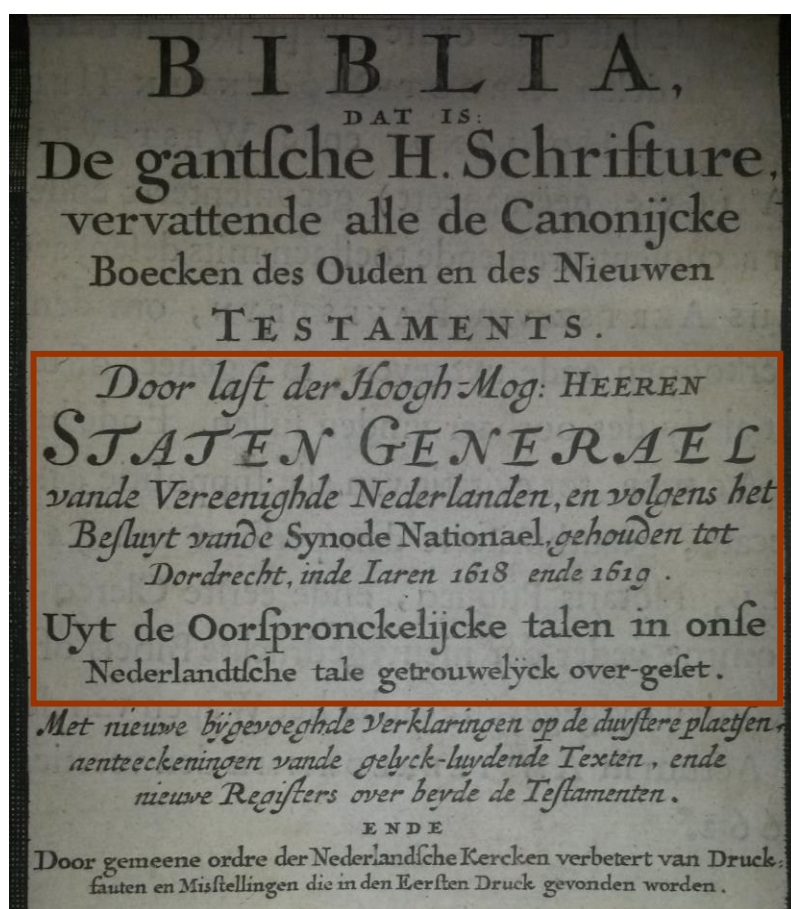 BIBLIA,
DAT IS:
De gantſche H. Schrifture,
vervattende alle de Canonijcke
Boecken des Ouden en des Nieuwen
TESTAMENTS.
Door laſt der Hoogh-Mog: HEEREN
STATEN GENERAEL
vande Vereenighde Nederlanden, en volgens het
Beſluyt vande Synode Nationael, gehouden tot
Dordrecht, inde Iaren 1618 ende 1619.
Uyt de Oorſpronckelijcke talen in onſe
Nederlandtſche tale getrouwelÿck over-geſet.
Met nieuwe bÿgevoeghde Verklaringen op de duyſtere plaetſen,
aenteeckeningen vande gelyck-luydende Texten, ende
nieuwe Regiſters over beyde de Teſtamenten.
ENDE
Door gemeene ordre der Nederlandſche Kercken verbetert van Druck-
fauten en Misſtellingen die in den Eerſten Druck gevonden worden.